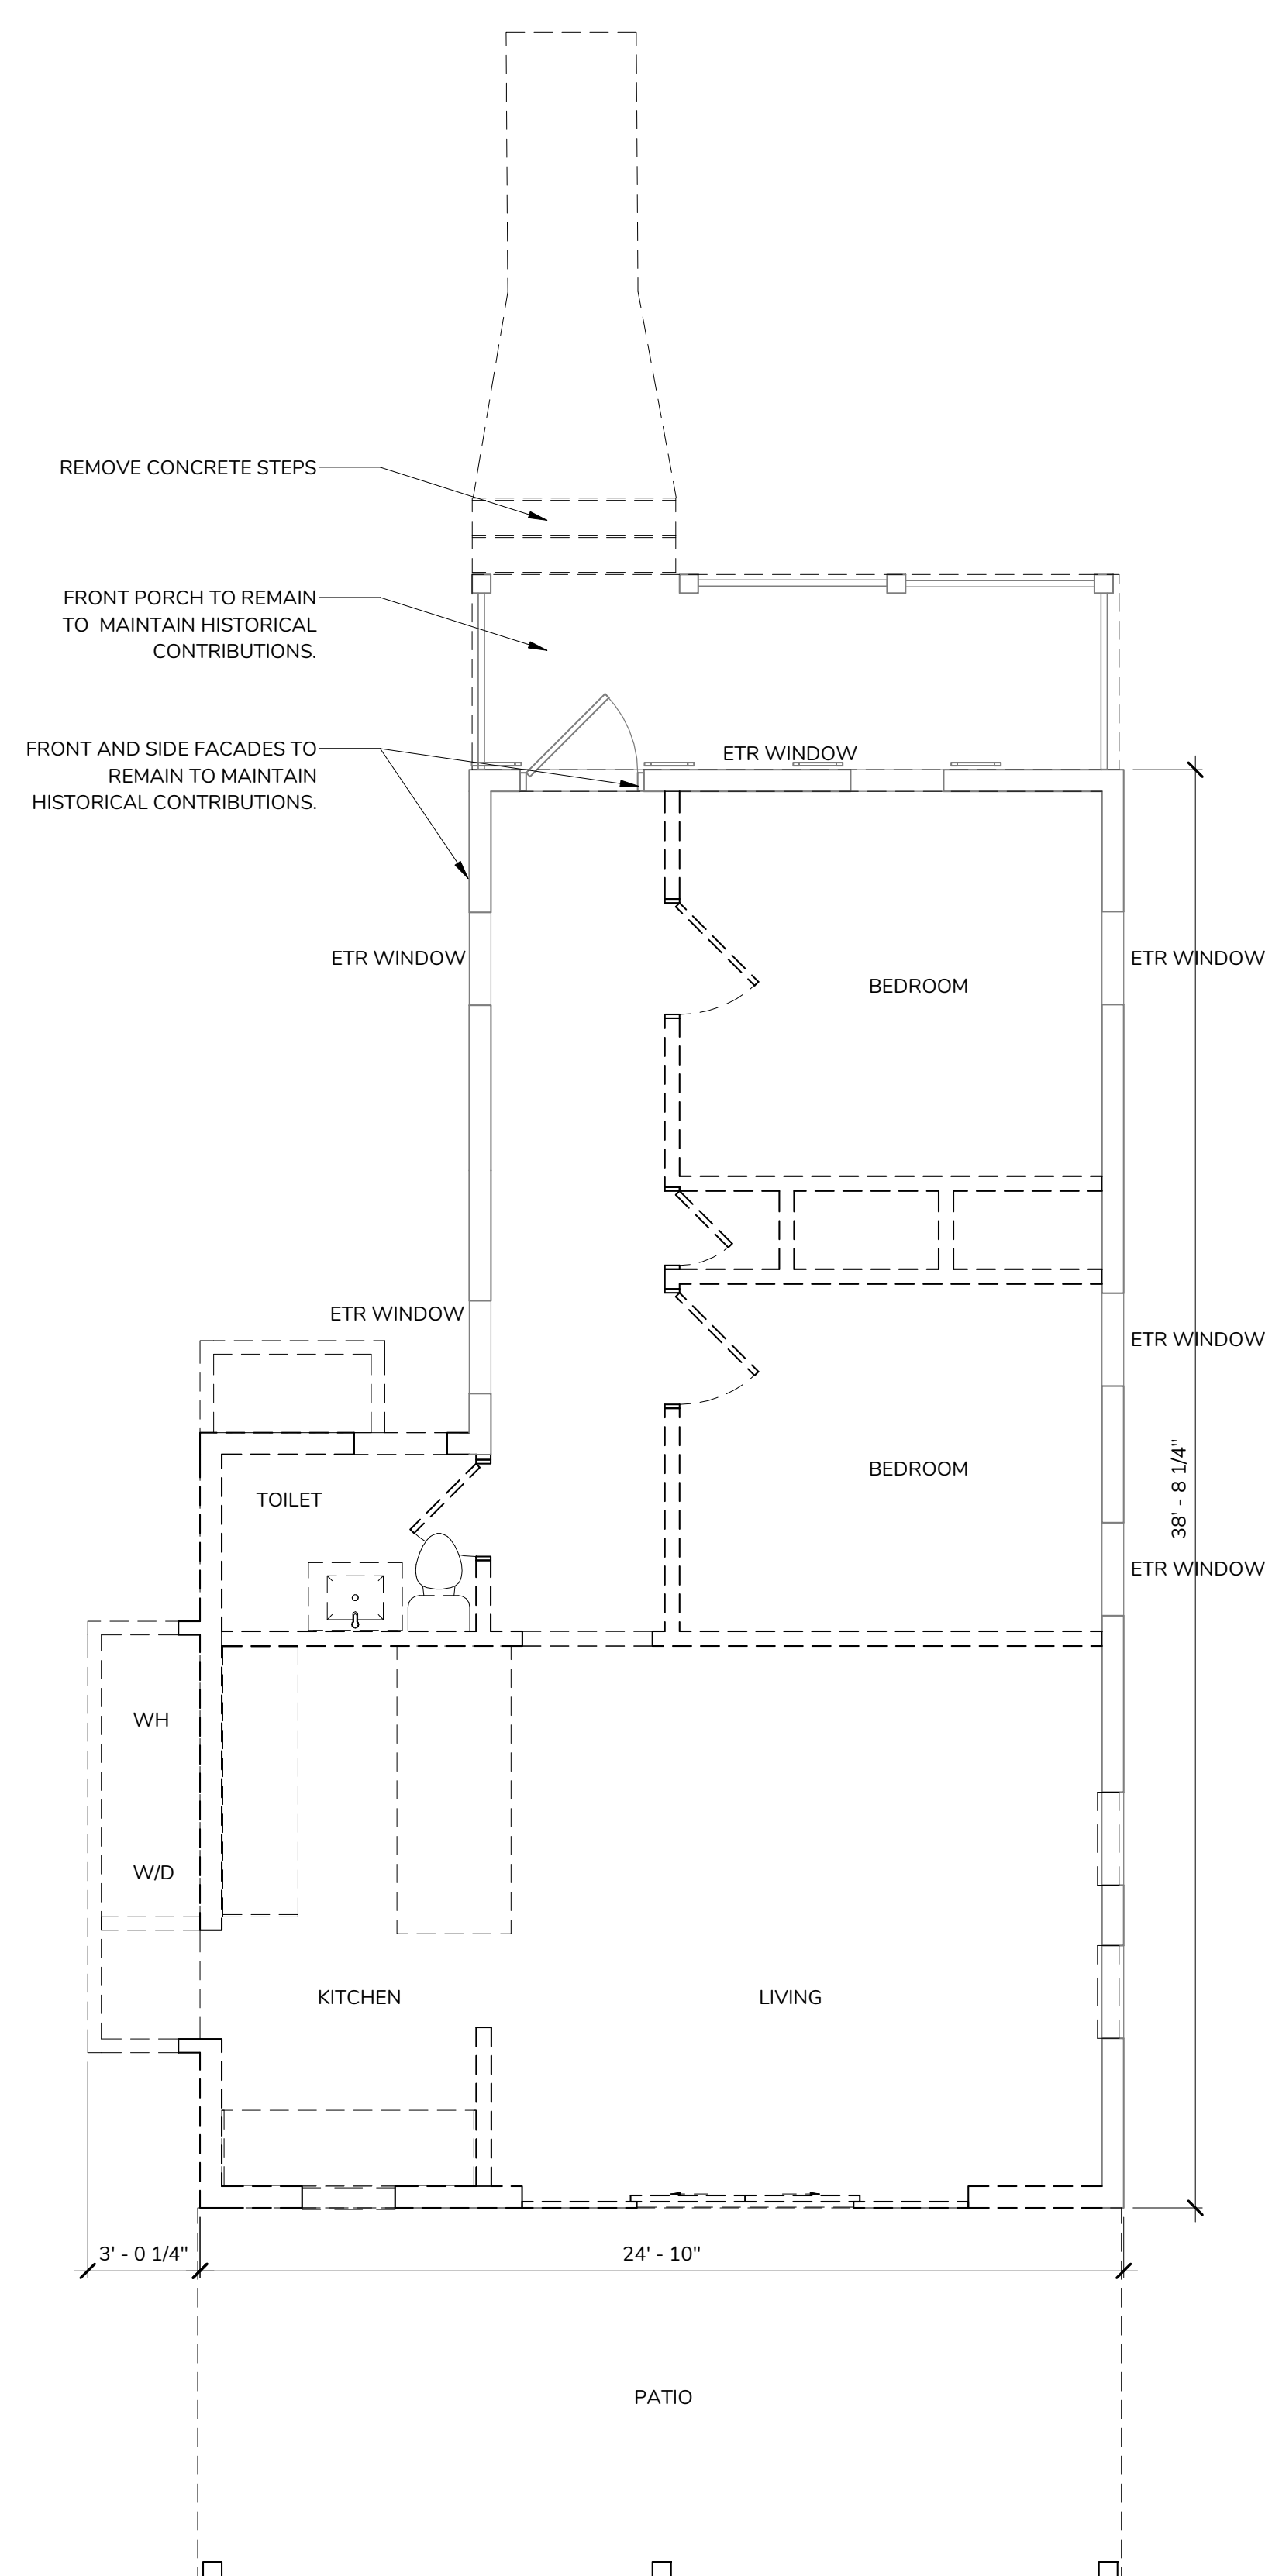 REMOVE CONCRETE STEPS
FRONT PORCH TO REMAIN
TO MAINTAIN HISTORICAL
CONTRIBUTIONS.
FRONT AND SIDE FACADES TO
REMAIN TO MAINTAIN
HISTORICAL CONTRIBUTIONS.
ETR WINDOW
ETR WINDOW
ETR WINDOW
BEDROOM
ETR WINDOW
ETR WINDOW
BEDROOM
38' - 8 1/4"
TOILET
ETR WINDOW
WH
W/D
KITCHEN
LIVING
3' - 0 1/4"
24' - 10"
PATIO